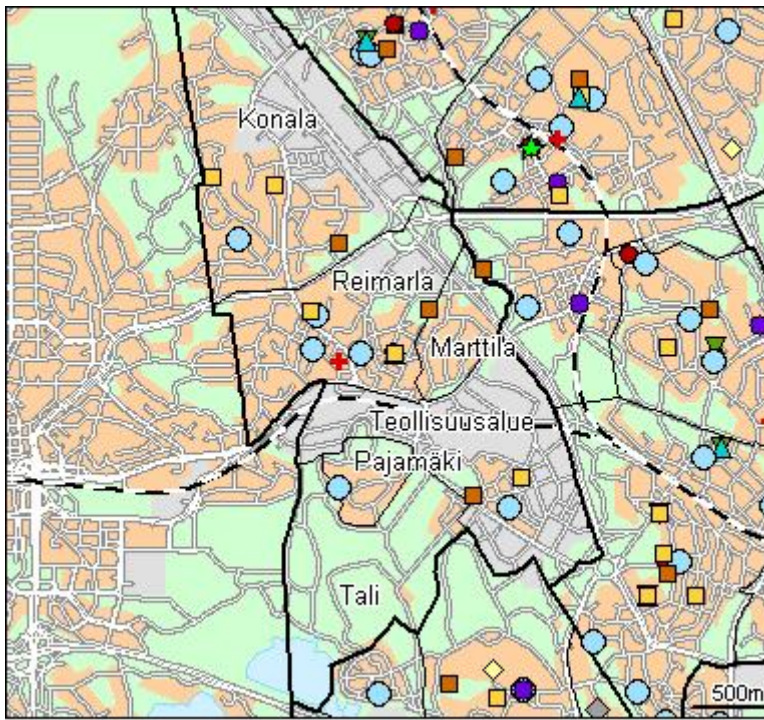 Konala
Reimarla
Marttila
Teollisuusalue
Pajamäki
Tali
500m